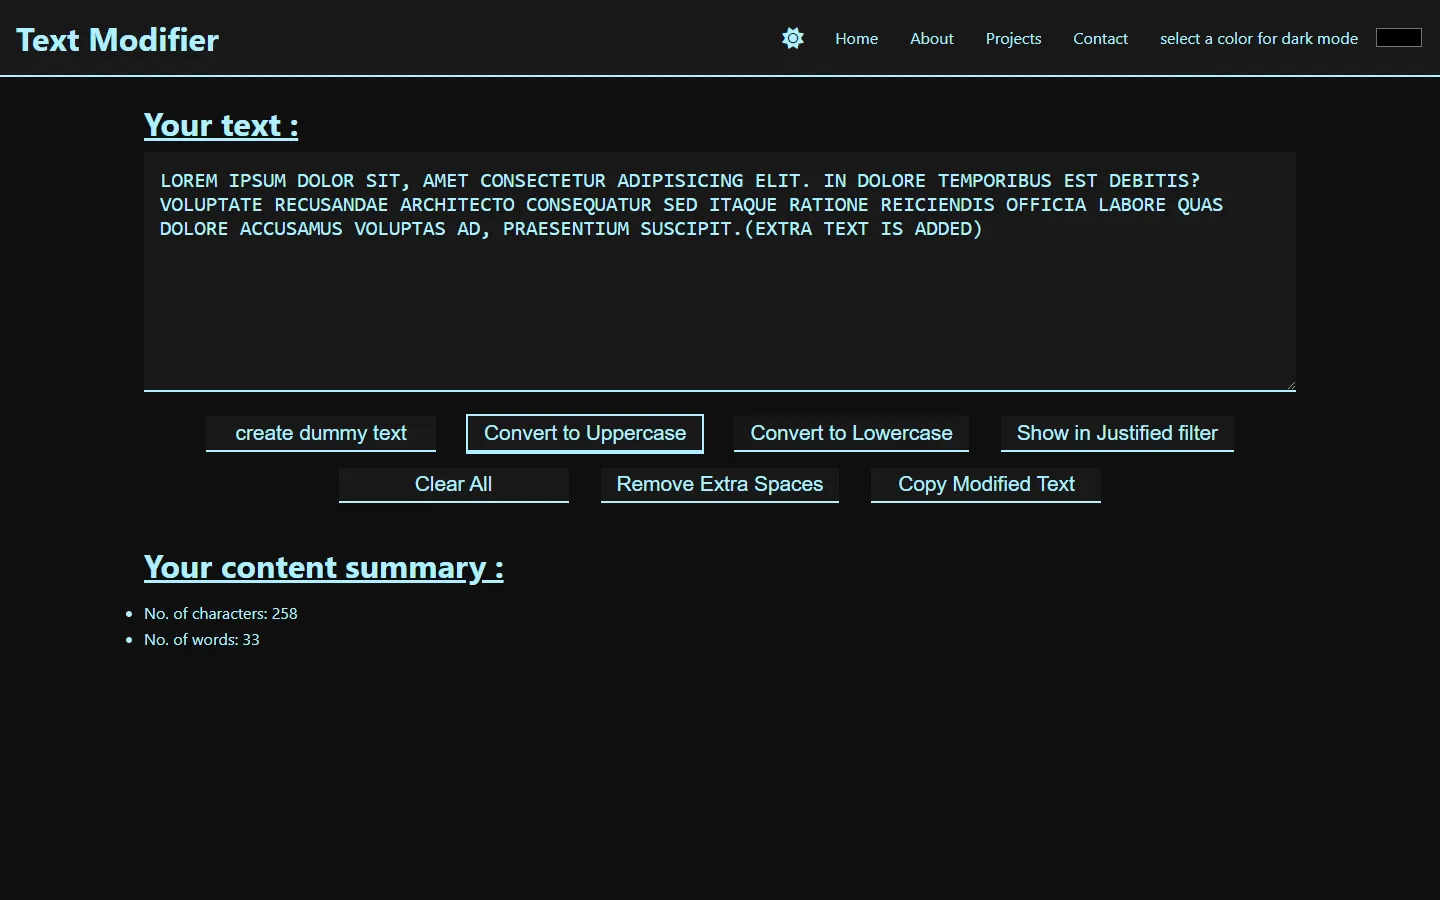 Text Modifier
Home About Projects Contact select a color for dark mode
Your text :
LOREM IPSUM DOLOR SIT, AMET CONSECTETUR ADIPISICING ELIT. IN DOLORE TEMPORIBUS EST DEBITIS?
VOLUPTATE RECUSANDAE ARCHITECTO CONSEQUATUR SED ITAQUE RATIONE REICIENDIS OFFICIA LABORE QUAS
DOLORE ACCUSAMUS VOLUPTAS AD, PRAESENTIUM SUSCIPIT.(EXTRA TEXT IS ADDED)
create dummy text Convert to Uppercase Convert to Lowercase Show in Justified filter
Clear All Remove Extra Spaces Copy Modified Text
Your content summary :
No. of characters: 258
No. of words: 33